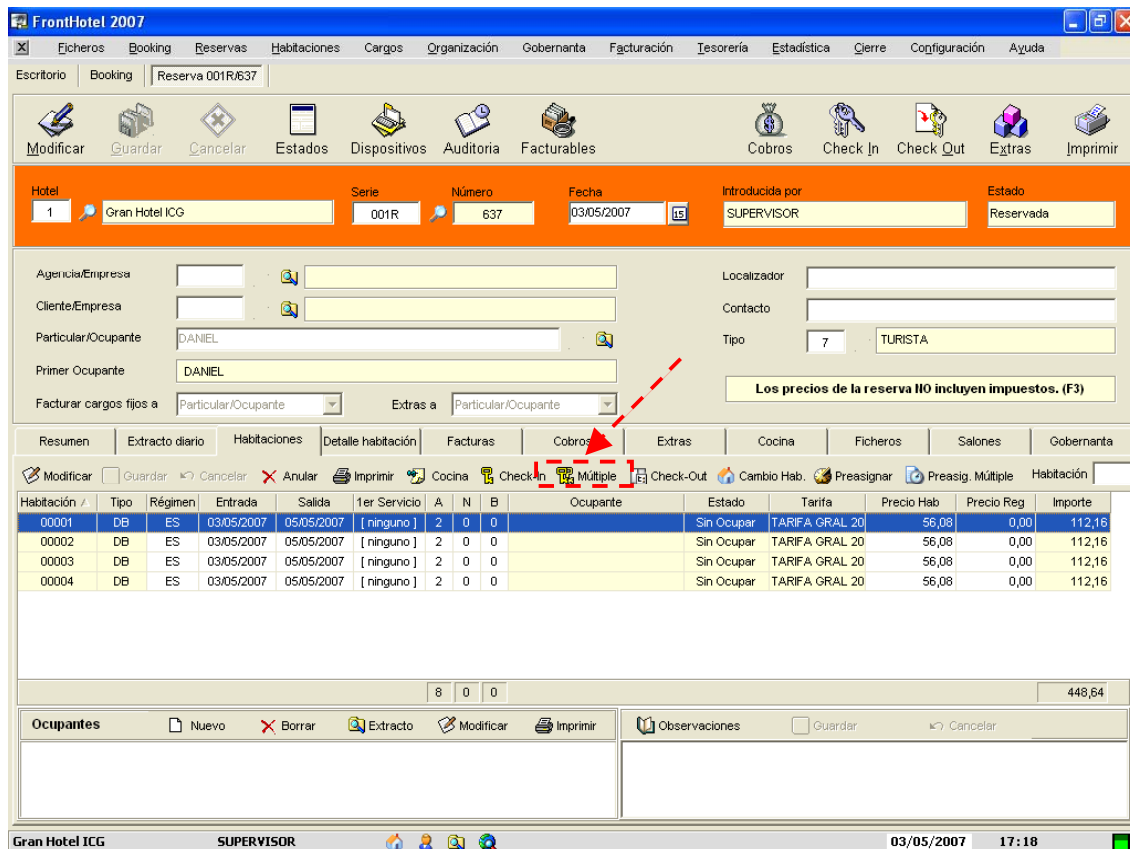 FrontHotel 2007
X Ficheros Booking Reservas Habitaciones Cargos Organización Gobernanta Facturación Tesorería Estadística Cierre Configuración Ayuda
Escritorio Booking Reserva 001R/637
Modificar Guardar Cancelar Estados Dispositivos Auditoria Facturables Cobros Check In Check Out Extras Imprimir
Hotel Serie Número Fecha Introducida por Estado
1 Gran Hotel ICG 001R 637 03/05/2007 15 SUPERVISOR Reservada
Agencia/Empresa Localizador
Cliente/Empresa Contacto
Particular/Ocupante DANIEL Tipo 7 TURISTA
Primer Ocupante DANIEL
Los precios de la reserva NO incluyen impuestos. (F3)
Facturar cargos fijos a Particular/Ocupante Extras a Particular/Ocupante
Resumen Extracto diario Habitaciones Detalle habitación Facturas Cobros Extras Cocina Ficheros Salones Gobernanta
Modificar Guardar Cancelar Anular Imprimir Cocina Check-In Múltiple Check-Out Cambio Hab. Preasignar Preasig. Múltiple Habitación
Habitación Tipo Régimen Entrada Salida 1er Servicio A N B Ocupante Estado Tarifa Precio Hab Precio Reg Importe
00001 DB ES 03/05/2007 05/05/2007 [ ninguno ] 2 0 0 Sin Ocupar TARIFA GRAL 20 56,08 0,00 112,16
00002 DB ES 03/05/2007 05/05/2007 [ ninguno ] 2 0 0 Sin Ocupar TARIFA GRAL 20 56,08 0,00 112,16
00003 DB ES 03/05/2007 05/05/2007 [ ninguno ] 2 0 0 Sin Ocupar TARIFA GRAL 20 56,08 0,00 112,16
00004 DB ES 03/05/2007 05/05/2007 [ ninguno ] 2 0 0 Sin Ocupar TARIFA GRAL 20 56,08 0,00 112,16
8 0 0 448,64
Ocupantes Nuevo Borrar Extracto Modificar Imprimir Observaciones Guardar Cancelar
Gran Hotel ICG SUPERVISOR 03/05/2007 17:18